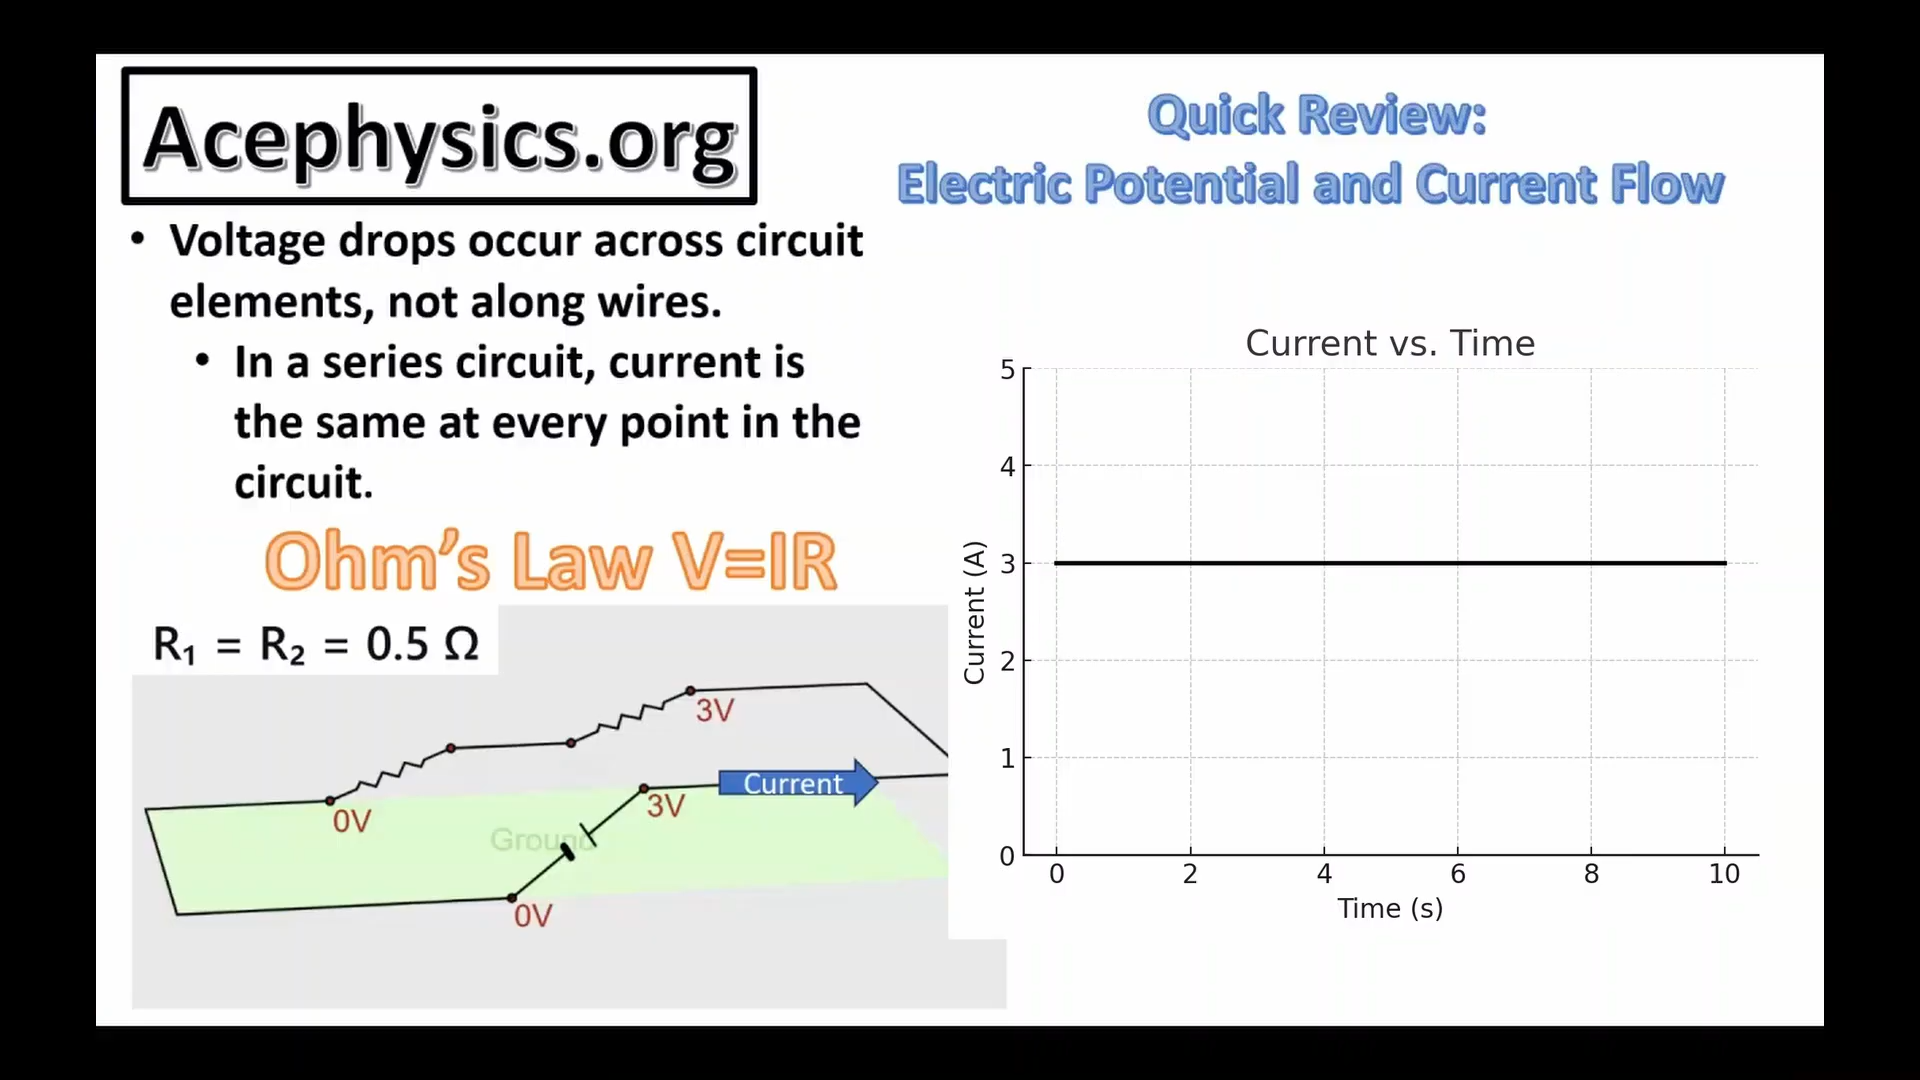 Acephysics.org
Quick Review:
Electric Potential and Current Flow
• Voltage drops occur across circuit
elements, not along wires.
• In a series circuit, current is
the same at every point in the
circuit.
Ohm’s Law V=IR
R₁ = R₂ = 0.5 Ω
3V
Current
3V
0V
Ground
0V
Current vs. Time
5
4
3
2
1
0
Current (A)
0 2 4 6 8 10
Time (s)